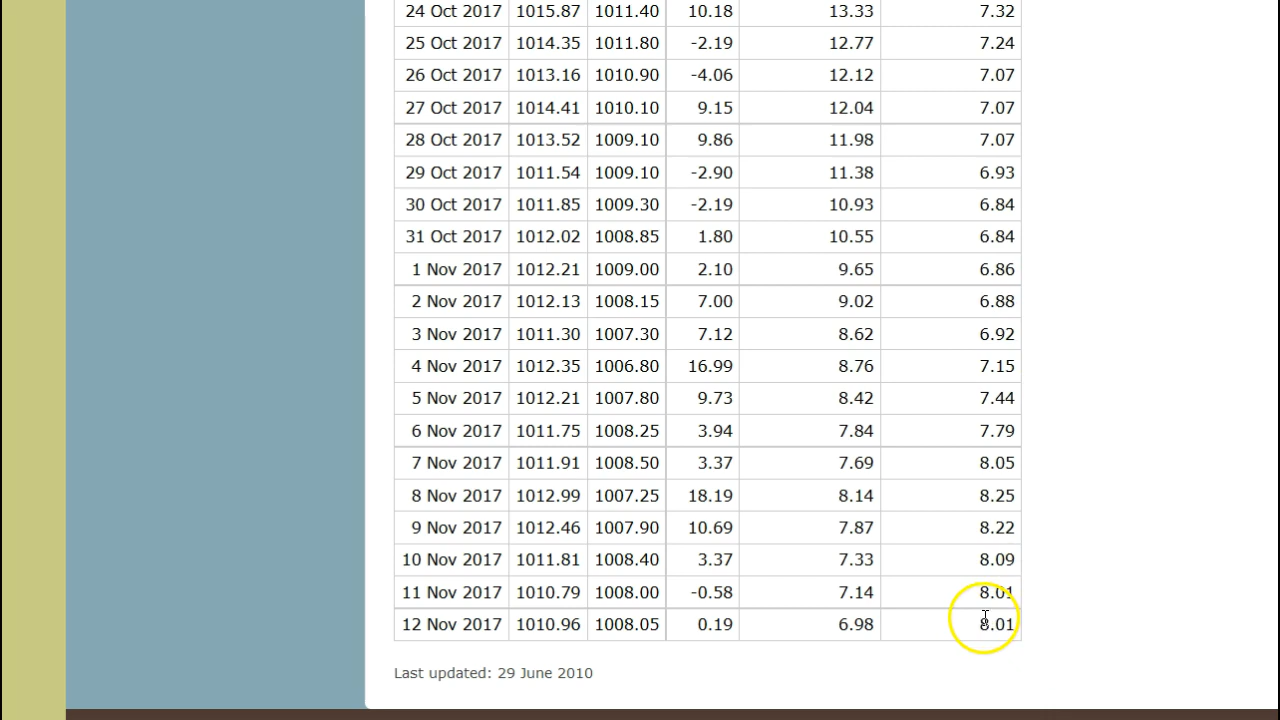 24 Oct 2017 1015.87 1011.40 10.18 13.33 7.32
25 Oct 2017 1014.35 1011.80 -2.19 12.77 7.24
26 Oct 2017 1013.16 1010.90 -4.06 12.12 7.07
27 Oct 2017 1014.41 1010.10 9.15 12.04 7.07
28 Oct 2017 1013.52 1009.10 9.86 11.98 7.07
29 Oct 2017 1011.54 1009.10 -2.90 11.38 6.93
30 Oct 2017 1011.85 1009.30 -2.19 10.93 6.84
31 Oct 2017 1012.02 1008.85 1.80 10.55 6.84
1 Nov 2017 1012.21 1009.00 2.10 9.65 6.86
2 Nov 2017 1012.13 1008.15 7.00 9.02 6.88
3 Nov 2017 1011.30 1007.30 7.12 8.62 6.92
4 Nov 2017 1012.35 1006.80 16.99 8.76 7.15
5 Nov 2017 1012.21 1007.80 9.73 8.42 7.44
6 Nov 2017 1011.75 1008.25 3.94 7.84 7.79
7 Nov 2017 1011.91 1008.50 3.37 7.69 8.05
8 Nov 2017 1012.99 1007.25 18.19 8.14 8.25
9 Nov 2017 1012.46 1007.90 10.69 7.87 8.22
10 Nov 2017 1011.81 1008.40 3.37 7.33 8.09
11 Nov 2017 1010.79 1008.00 -0.58 7.14 8.01
12 Nov 2017 1010.96 1008.05 0.19 6.98 8.01
Last updated: 29 June 2010